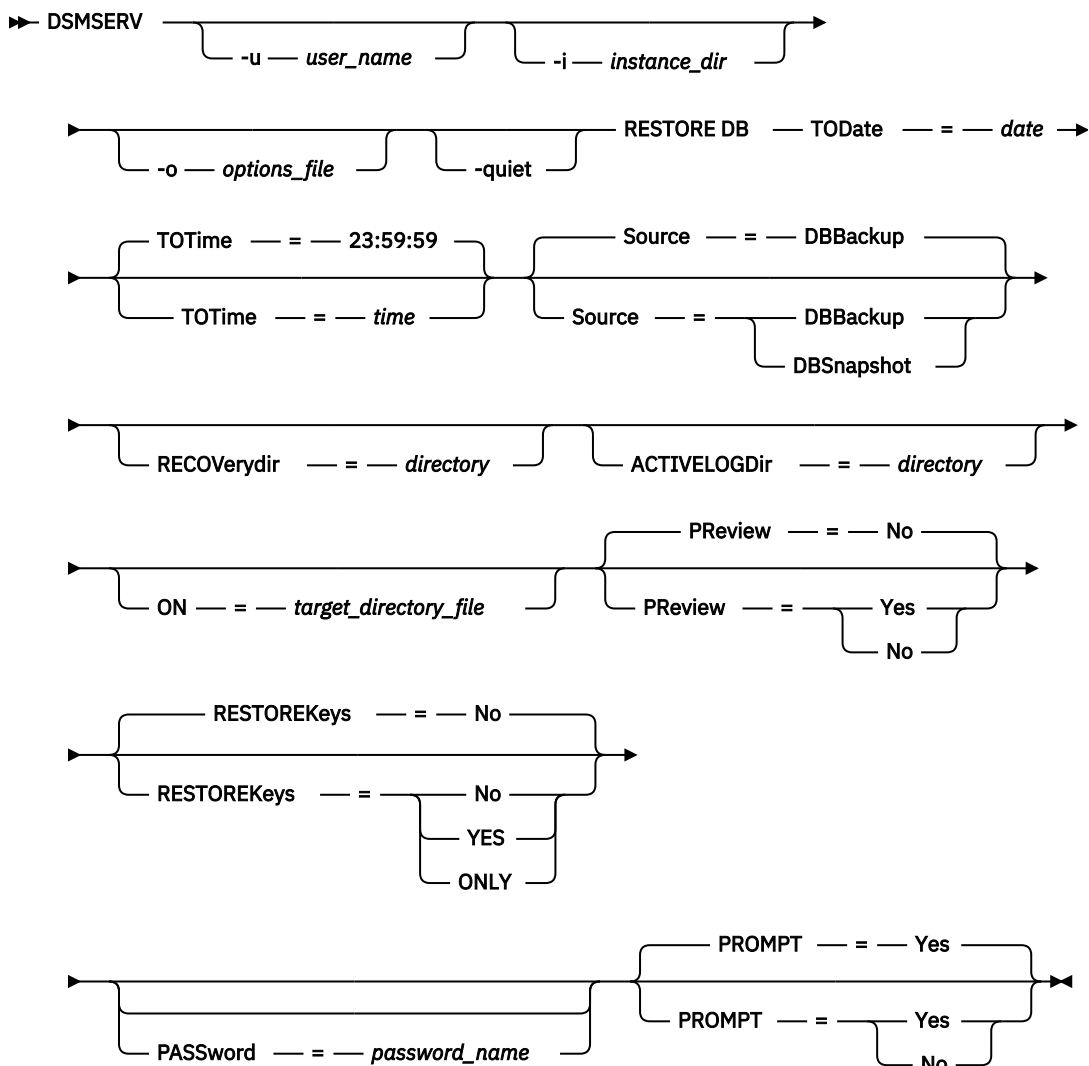 DSMSERV
-u user_name
-i instance_dir
-o options_file
-quiet
RESTORE DB TODate = date
TOTime = 23:59:59
TOTime = time
Source = DBBackup
Source = DBBackup
DBSnapshot
RECOVerydir = directory
ACTIVELOGDir = directory
ON = target_directory_file
PReview = No
PReview = Yes
No
RESTOREKeys = No
RESTOREKeys = No
YES
ONLY
PASSword = password_name
PROMPT = Yes
PROMPT = Yes
No